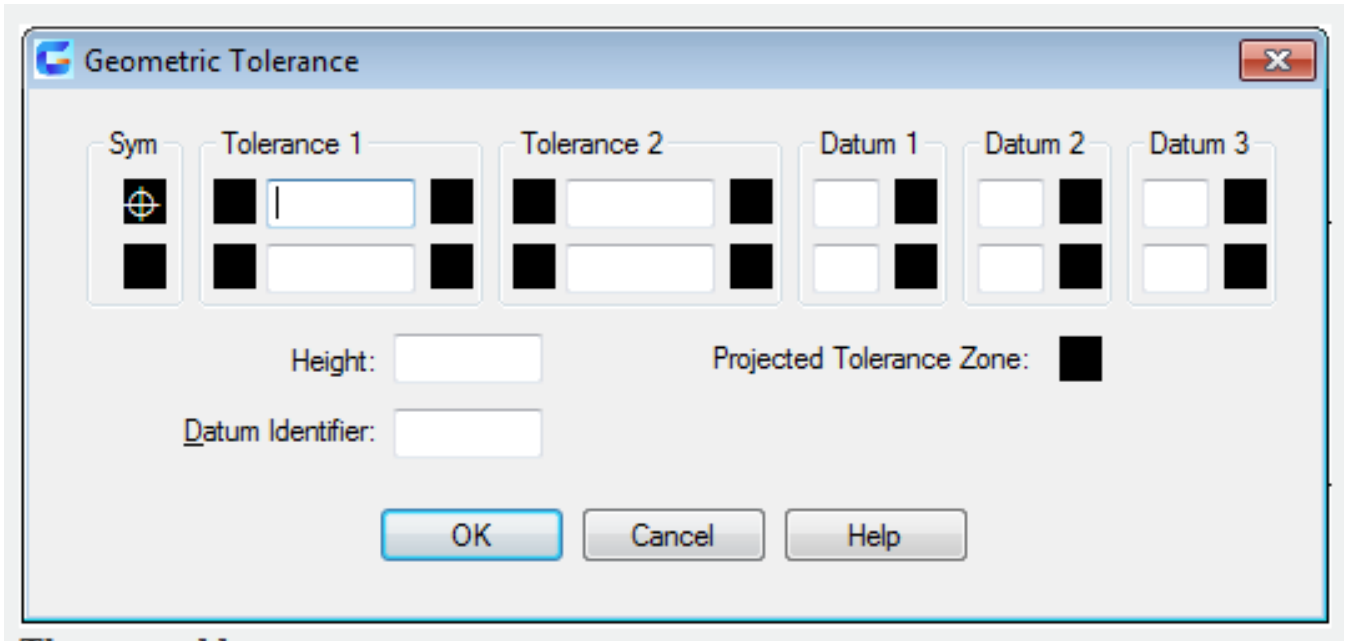 Geometric Tolerance
Sym Tolerance 1 Tolerance 2 Datum 1 Datum 2 Datum 3
Height: Projected Tolerance Zone:
Datum Identifier:
OK Cancel Help